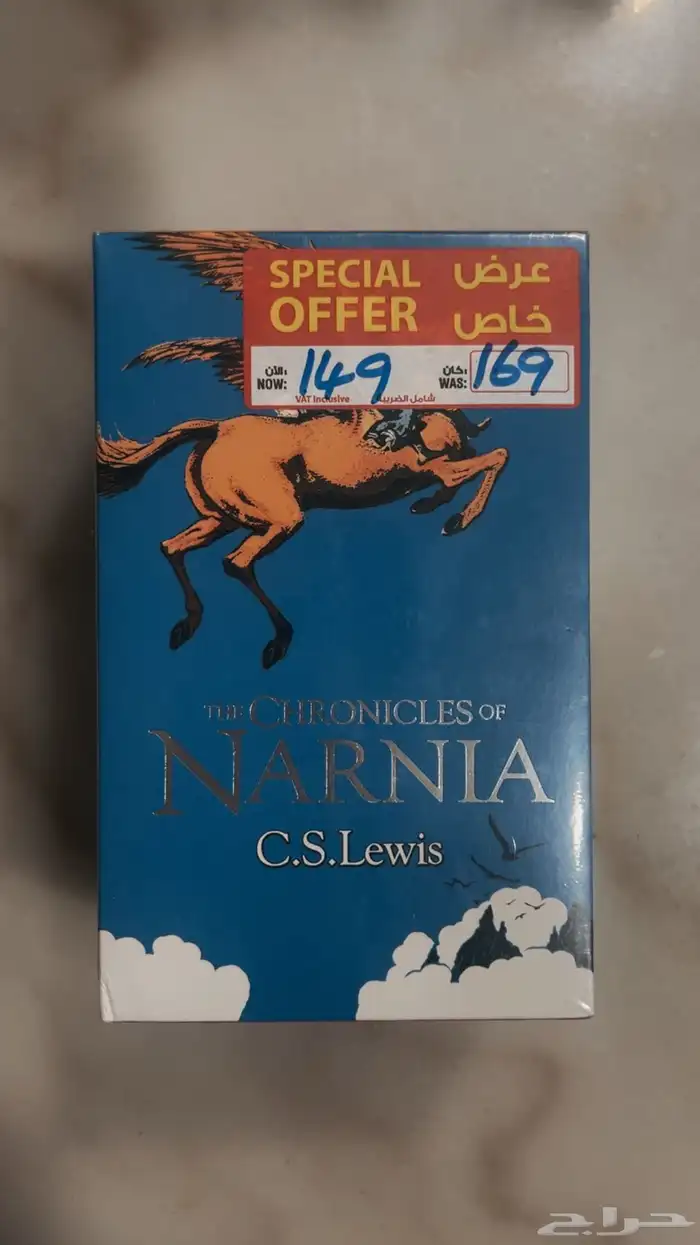 SPECIAL عرض
OFFER خاص
الآن: 149 كان: 169
NOW: WAS:
VAT Inclusive شامل الضريبة
THE CHRONICLES OF
NARNIA
C.S.Lewis
حراج